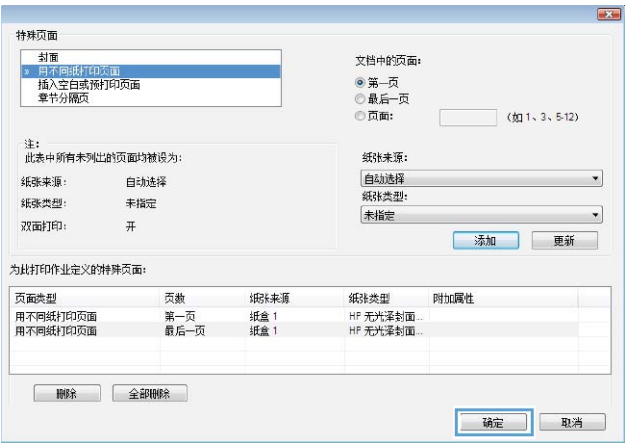 特殊页面
封面
» 用不同纸打印页面
插入空白或预打印页面
章节分隔页
文档中的页面:
第一页
最后一页
页面: (如 1、3、5-12)
注:
此表中所有未列出的页面均被设为:
纸张来源: 自动选择
纸张类型: 未指定
双面打印: 开
纸张来源:
自动选择
纸张类型:
未指定
添加 更新
为此打印作业定义的特殊页面:
页面类型 页数 纸张来源 纸张类型 附加属性
用不同纸打印页面 第一页 纸盒 1 HP 无光泽封面...
用不同纸打印页面 最后一页 纸盒 1 HP 无光泽封面...
删除 全部删除
确定 取消